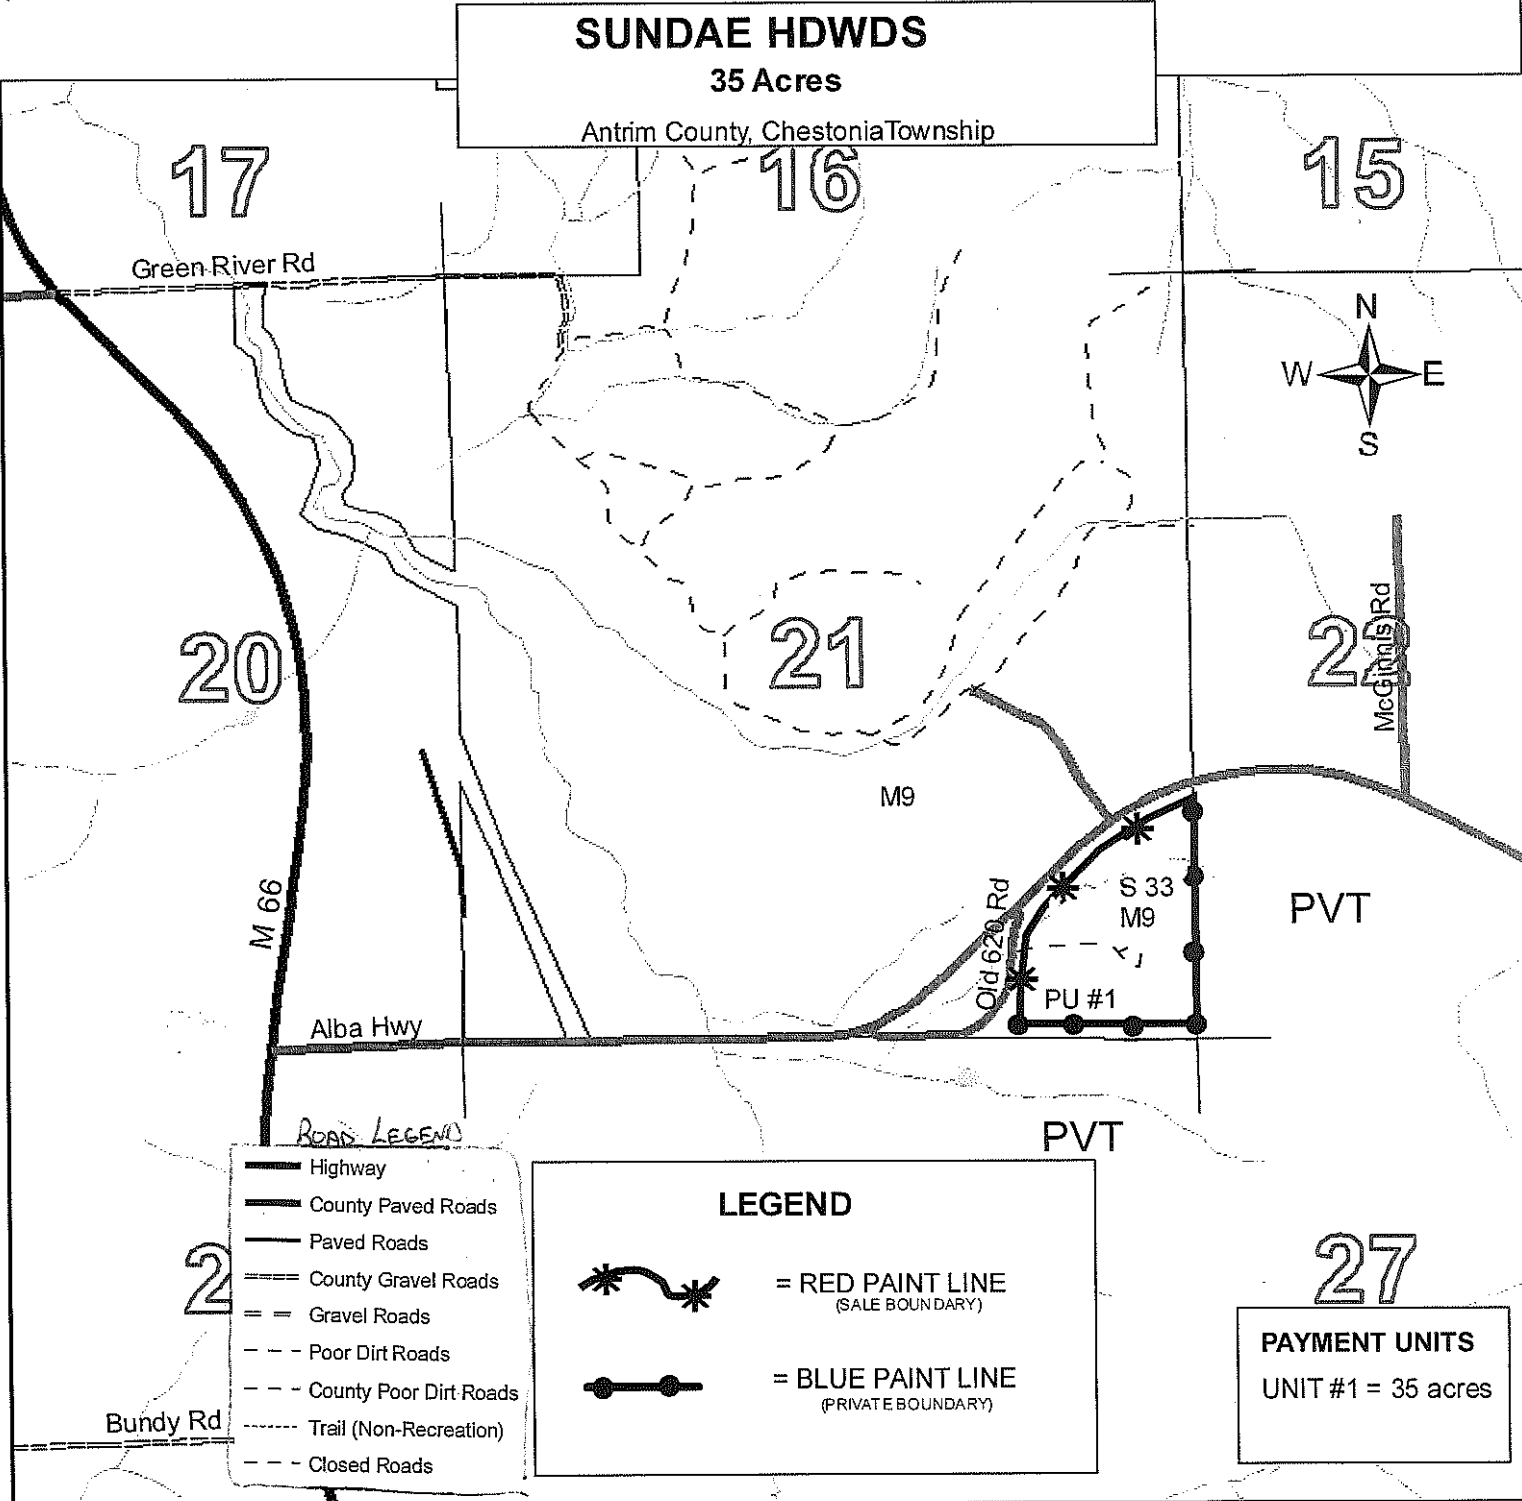 SUNDAE HDWDS
35 Acres
Antrim County, ChestoniaTownship
17
16
15
Green River Rd
N
W E
S
20
21
22
McGinnis Rd
M9
M 66
Old 620 Rd
S 33
M9
PVT
PU #1
Alba Hwy
PVT
ROAD LEGEND
Highway
County Paved Roads
Paved Roads
County Gravel Roads
Gravel Roads
Poor Dirt Roads
County Poor Dirt Roads
Trail (Non-Recreation)
Closed Roads
2
Bundy Rd
LEGEND
= RED PAINT LINE
(SALE BOUNDARY)
= BLUE PAINT LINE
(PRIVATE BOUNDARY)
27
PAYMENT UNITS
UNIT #1 = 35 acres